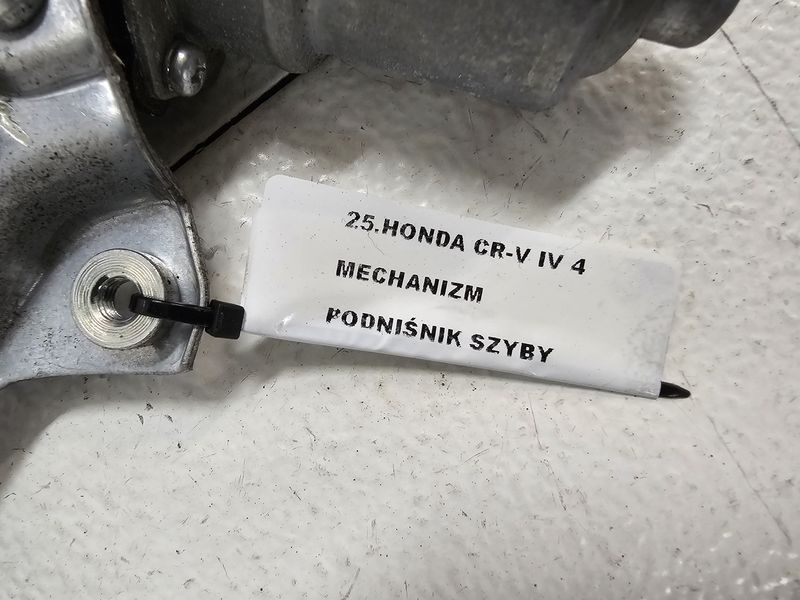 25.HONDA CR-V IV 4
MECHANIZM
PODNIŚNIK SZYBY